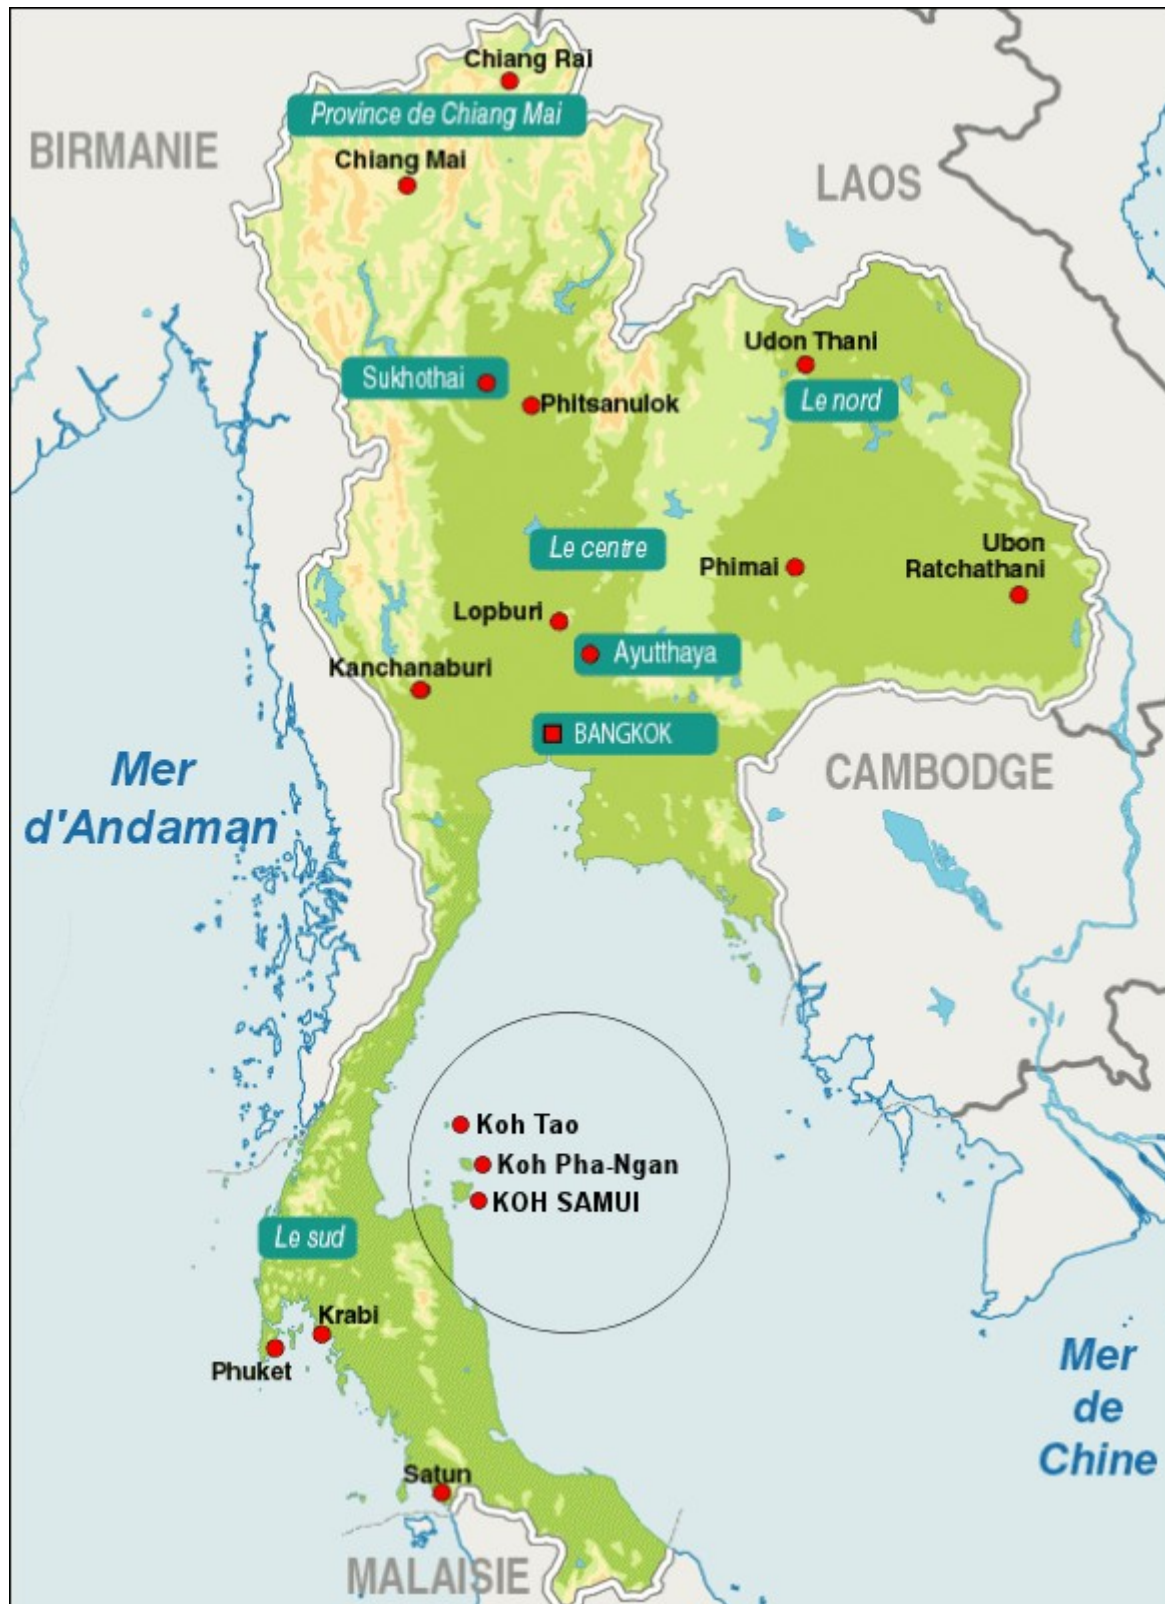 Chiang Rai
Province de Chiang Mai
BIRMANIE
Chiang Mai
LAOS
Udon Thani
Sukhothai
Le nord
Phitsanulok
Le centre
Ubon
Ratchathani
Phimai
Lopburi
Ayutthaya
Kanchanaburi
BANGKOK
Mer
d'Andaman
CAMBODGE
Koh Tao
Koh Pha-Ngan
KOH SAMUI
Le sud
Krabi
Phuket
Mer
de
Chine
Satun
MALAISIE